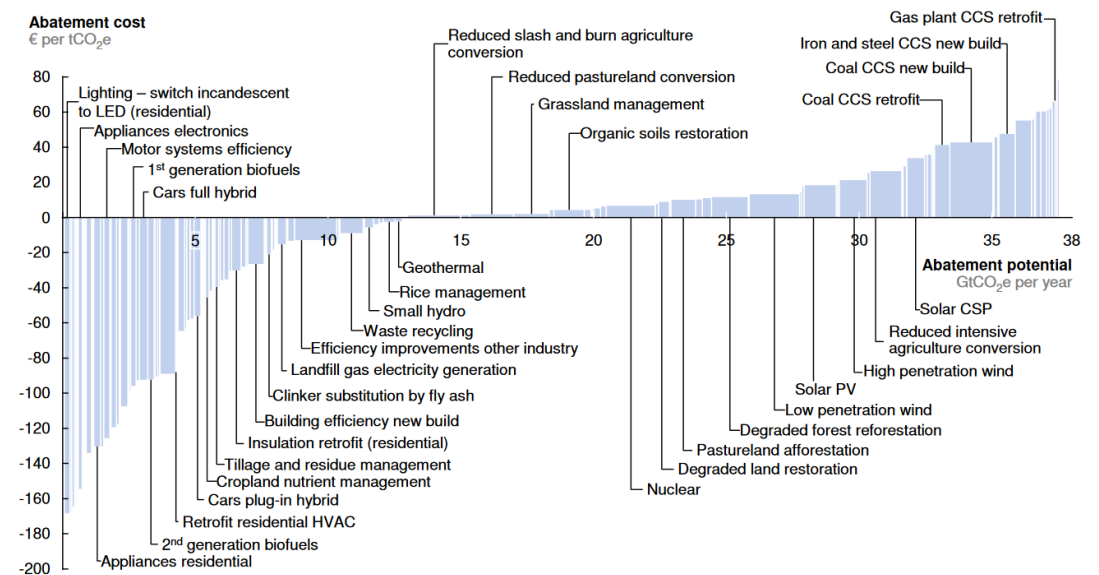 Abatement cost
€ per tCO₂e
Gas plant CCS retrofit
Reduced slash and burn agriculture
conversion
Iron and steel CCS new build
Coal CCS new build
Reduced pastureland conversion
Coal CCS retrofit
Grassland management
Organic soils restoration
Lighting – switch incandescent
to LED (residential)
Appliances electronics
Motor systems efficiency
1st generation biofuels
Cars full hybrid
80
60
40
20
0
-20
-40
-60
-80
-100
-120
-140
-160
-180
-200
5
10
15
20
25
30
35
38
Abatement potential
GtCO₂e per year
Geothermal
Rice management
Small hydro
Waste recycling
Efficiency improvements other industry
Landfill gas electricity generation
Clinker substitution by fly ash
Building efficiency new build
Insulation retrofit (residential)
Tillage and residue management
Cropland nutrient management
Cars plug-in hybrid
Retrofit residential HVAC
2nd generation biofuels
Appliances residential
Solar CSP
Reduced intensive
agriculture conversion
High penetration wind
Solar PV
Low penetration wind
Degraded forest reforestation
Pastureland afforestation
Degraded land restoration
Nuclear